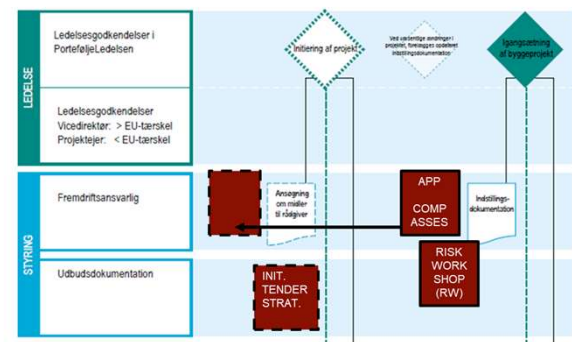 LEDELSE
Ledelsesgodkendelser i
PorteføljeLedelsen
Initiering af projekt
Ved væsentlige ændringer i
projektet, forelægges opdateret
indstillingsdokumentation
Igangsætning
af byggeprojekt
Ledelsesgodkendelser
Vicedirektør: > EU-tærskel
Projektejer: < EU-tærskel
STYRING
Fremdriftsansvarlig
Ansøgning
om midler
til rådgiver
APP
COMP
ASSES
Indstillings-
dokumentation
RISK
WORK
SHOP
(RW)
Udbudsdokumentation
INIT.
TENDER
STRAT.